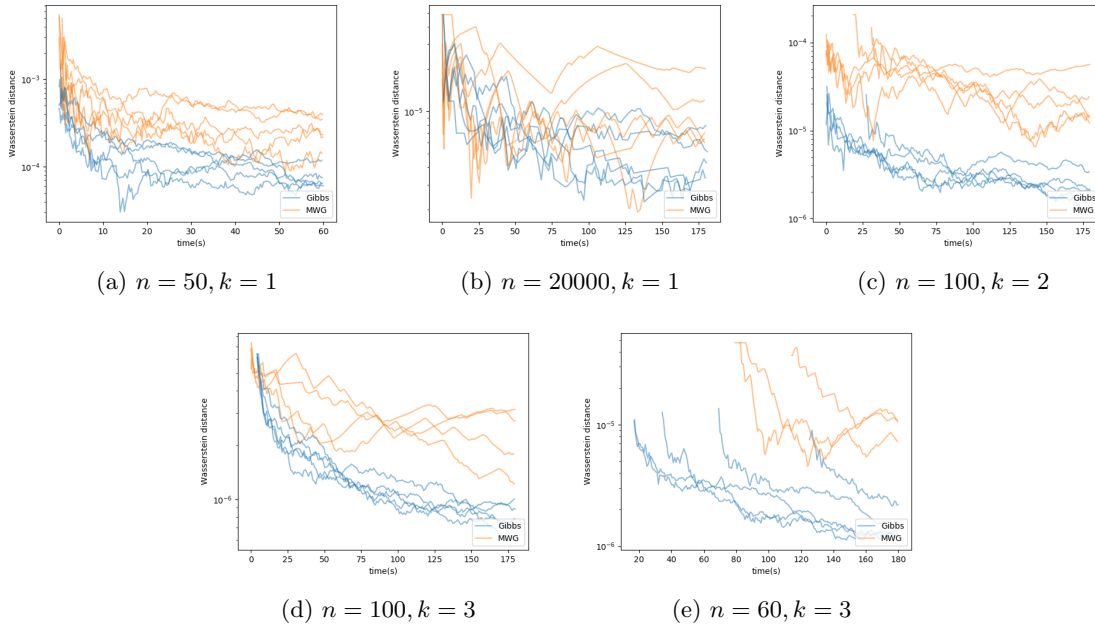 10⁻³
10⁻⁴
Wasserstein distance
0 10 20 30 40 50 60
time(s)
Gibbs
MWG
(a) n = 50, k = 1
10⁻⁵
Wasserstein distance
0 25 50 75 100 125 150 175
time(s)
Gibbs
MWG
(b) n = 20000, k = 1
10⁻⁴
10⁻⁵
10⁻⁶
Wasserstein distance
0 25 50 75 100 125 150 175
time(s)
Gibbs
MWG
(c) n = 100, k = 2
10⁻⁶
Wasserstein distance
0 25 50 75 100 125 150 175
time(s)
Gibbs
MWG
(d) n = 100, k = 3
10⁻⁵
10⁻⁶
Wasserstein distance
20 40 60 80 100 120 140 160 180
time(s)
Gibbs
MWG
(e) n = 60, k = 3